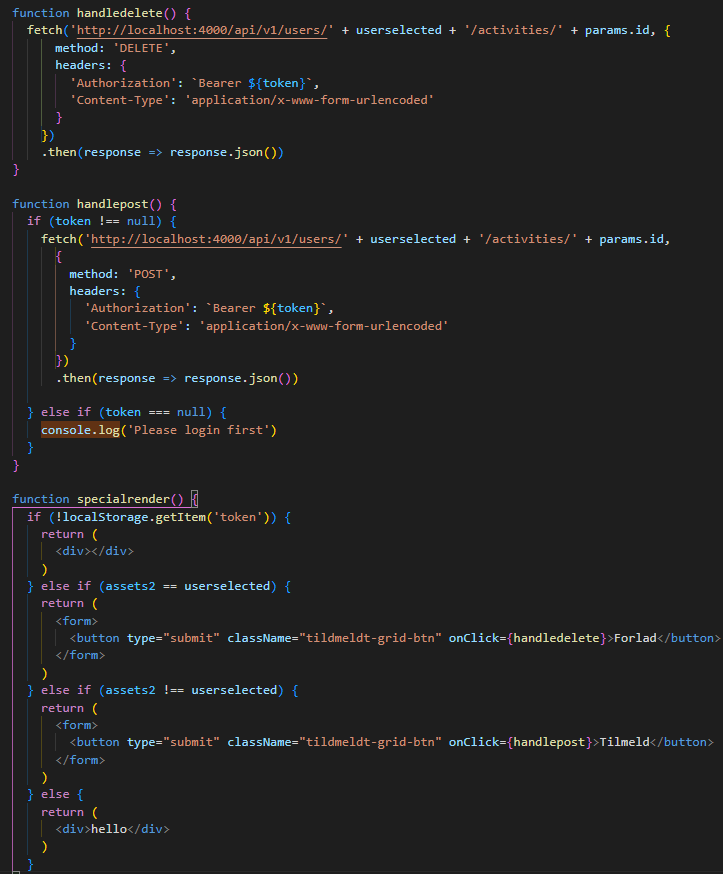 function handledelete() {
fetch('http://localhost:4000/api/v1/users/' + userselected + '/activities/' + params.id, {
method: 'DELETE',
headers: {
'Authorization': `Bearer ${token}`,
'Content-Type': 'application/x-www-form-urlencoded'
}
})
.then(response => response.json())
}
function handlepost() {
if (token !== null) {
fetch('http://localhost:4000/api/v1/users/' + userselected + '/activities/' + params.id,
{
method: 'POST',
headers: {
'Authorization': `Bearer ${token}`,
'Content-Type': 'application/x-www-form-urlencoded'
}
})
.then(response => response.json())
} else if (token === null) {
console.log('Please login first')
}
}
function specialrender() {
if (!localStorage.getItem('token')) {
return (
<div></div>
)
} else if (assets2 == userselected) {
return (
<form>
<button type="submit" className="tildmeldt-grid-btn" onClick={handledelete}>Forlad</button>
</form>
)
} else if (assets2 !== userselected) {
return (
<form>
<button type="submit" className="tildmeldt-grid-btn" onClick={handlepost}>Tilmeld</button>
</form>
)
} else {
return (
<div>hello</div>
)
}